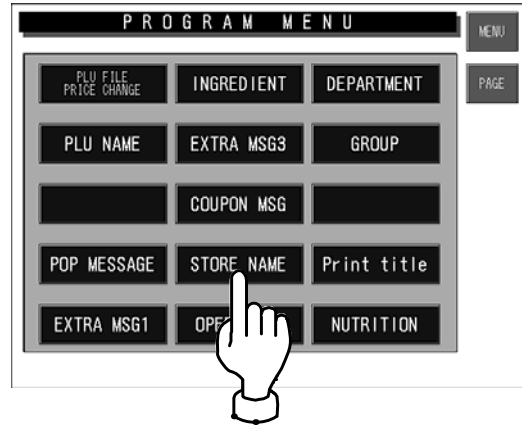 PROGRAM MENU
MENU
PLU FILE
PRICE CHANGE
INGREDIENT
DEPARTMENT
PAGE
PLU NAME
EXTRA MSG3
GROUP
COUPON MSG
POP MESSAGE
STORE NAME
Print title
EXTRA MSG1
NUTRITION